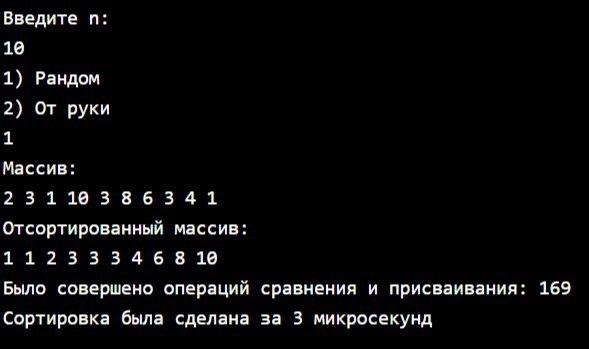 Введите n:
10
1) Рандом
2) От руки
1
Массив:
2 3 1 10 3 8 6 3 4 1
Отсортированный массив:
1 1 2 3 3 3 4 6 8 10
Было совершено операций сравнения и присваивания: 169
Сортировка была сделана за 3 микросекунд